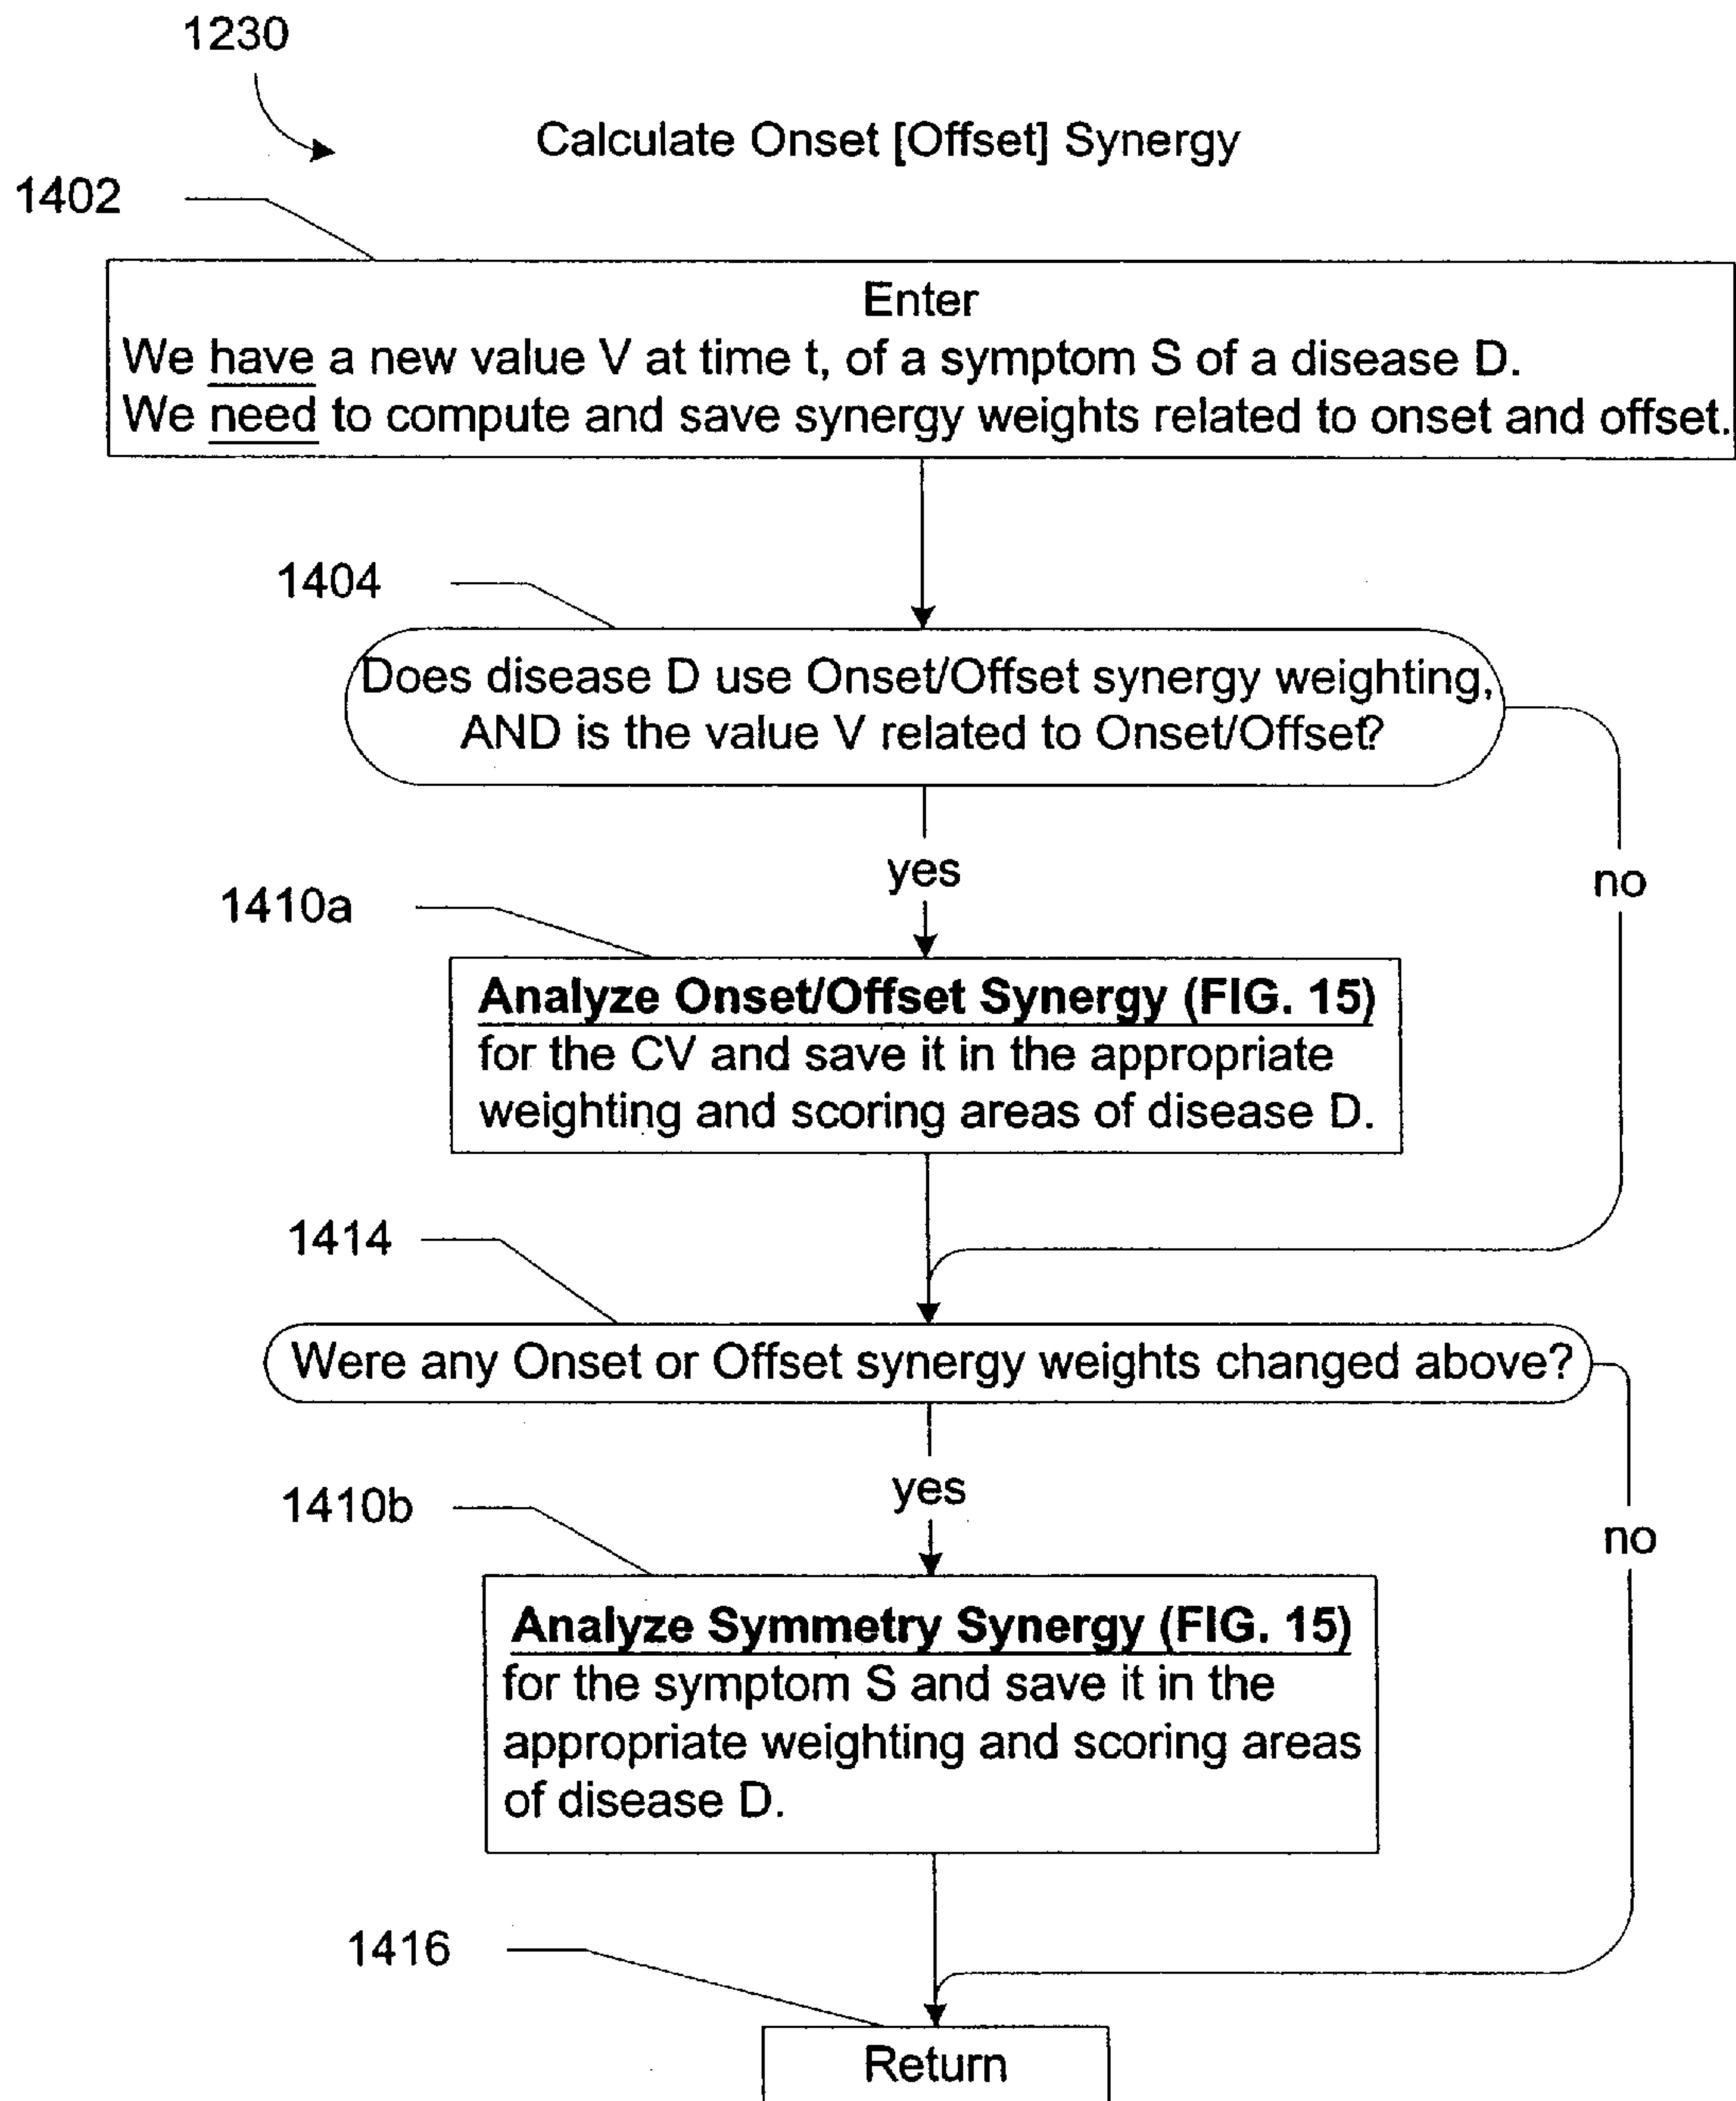 1230
Calculate Onset [Offset] Synergy
1402
Enter
We have a new value V at time t, of a symptom S of a disease D.
We need to compute and save synergy weights related to onset and offset.
1404
Does disease D use Onset/Offset synergy weighting,
AND is the value V related to Onset/Offset?
yes
no
1410a
Analyze Onset/Offset Synergy (FIG. 15)
for the CV and save it in the appropriate
weighting and scoring areas of disease D.
1414
Were any Onset or Offset synergy weights changed above?
yes
no
1410b
Analyze Symmetry Synergy (FIG. 15)
for the symptom S and save it in the
appropriate weighting and scoring areas
of disease D.
1416
Return